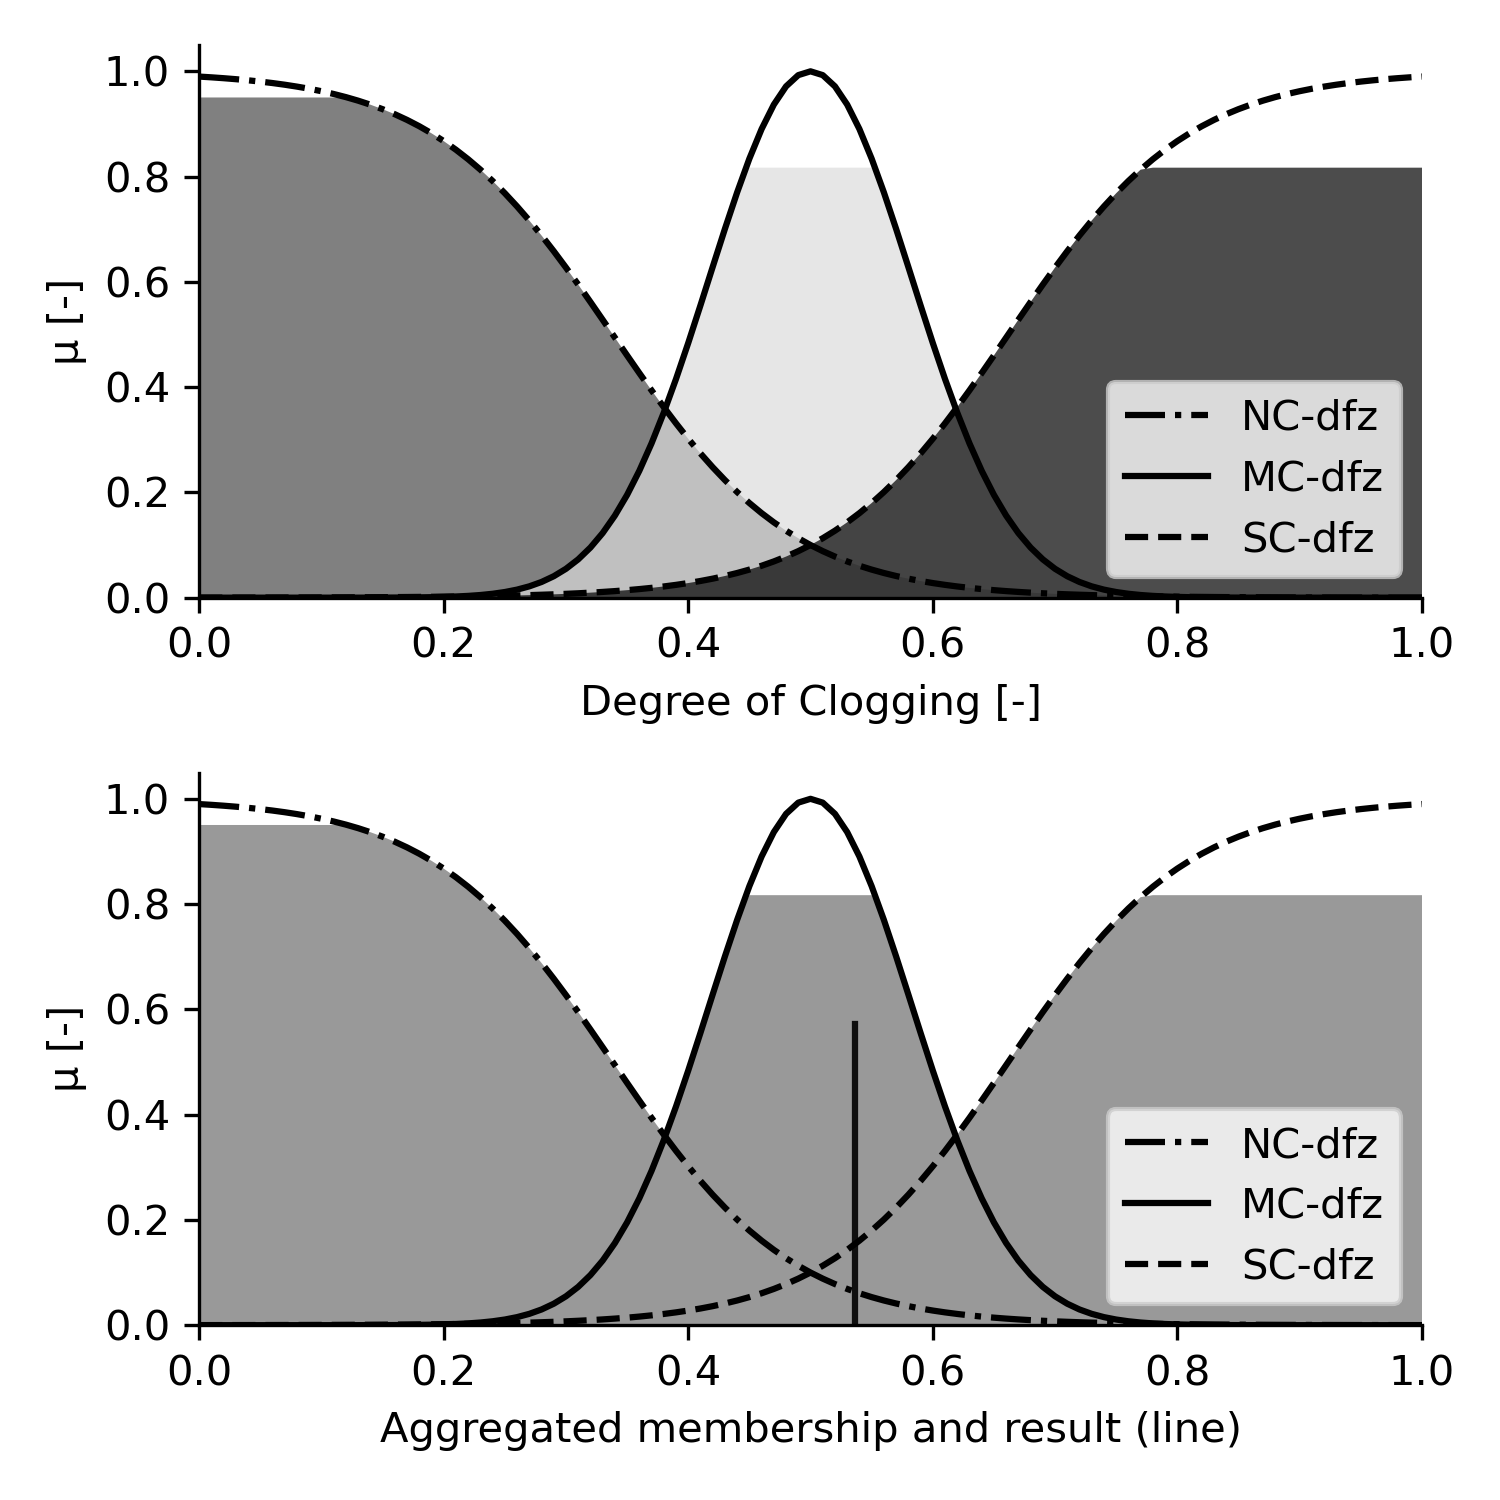 1.0
0.8
0.6
0.4
0.2
0.0
μ [-]
NC-dfz
MC-dfz
SC-dfz
0.0 0.2 0.4 0.6 0.8 1.0
Degree of Clogging [-]
1.0
0.8
0.6
0.4
0.2
0.0
μ [-]
NC-dfz
MC-dfz
SC-dfz
0.0 0.2 0.4 0.6 0.8 1.0
Aggregated membership and result (line)